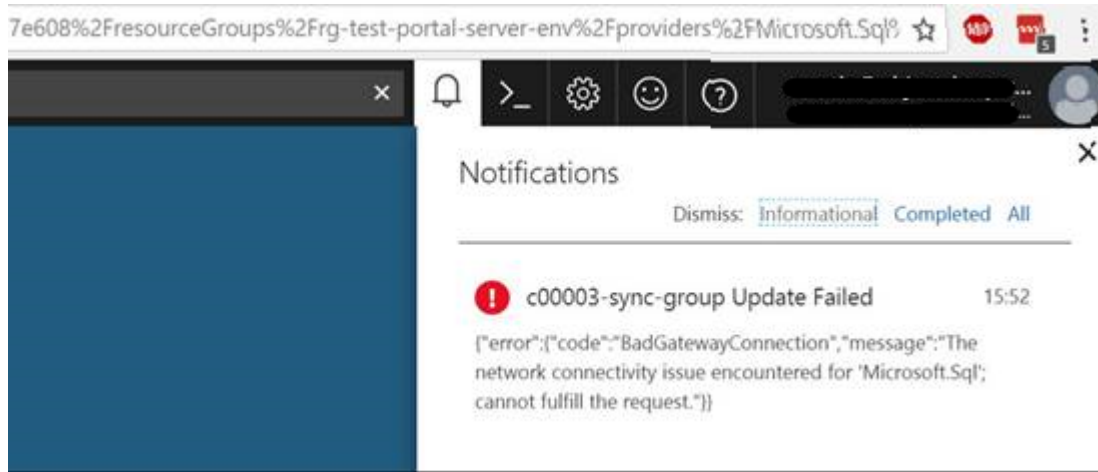 7e608%2FresourceGroups%2Frg-test-portal-server-env%2Fproviders%2FMicrosoft.Sql%
5
Notifications
Dismiss: Informational Completed All
c00003-sync-group Update Failed 15:52
{"error":{"code":"BadGatewayConnection","message":"The
network connectivity issue encountered for 'Microsoft.Sql';
cannot fulfill the request."}}